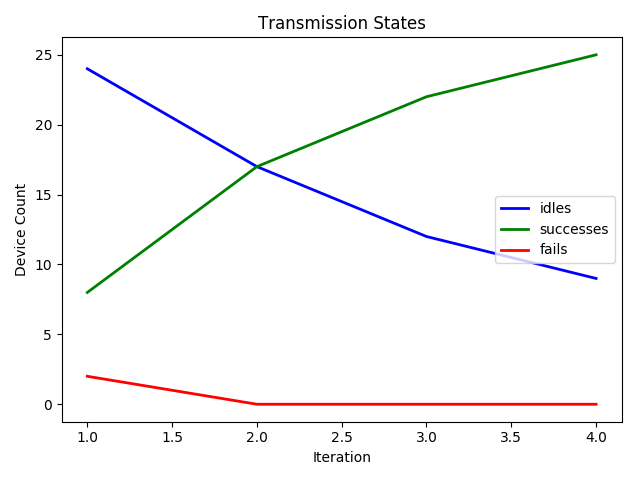 Transmission States
Device Count
25
20
15
10
5
0
idles
successes
fails
1.0 1.5 2.0 2.5 3.0 3.5 4.0
Iteration